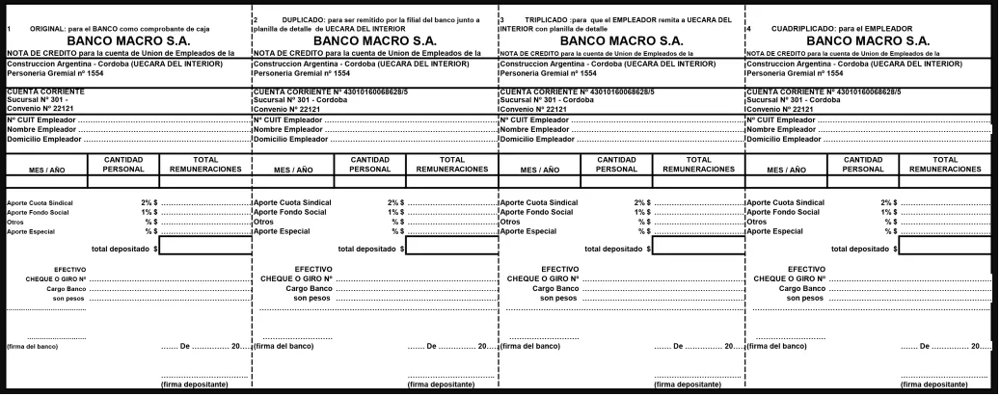 1 ORIGINAL: para el BANCO como comprobante de caja
BANCO MACRO S.A.
NOTA DE CREDITO para la cuenta de Union de Empleados de la
Construccion Argentina - Cordoba (UECARA DEL INTERIOR)
Personeria Gremial nº 1554
CUENTA CORRIENTE
Sucursal Nº 301 -
Convenio Nº 22121
Nº CUIT Empleador
Nombre Empleador
Domicilio Empleador
MES / AÑO CANTIDAD PERSONAL TOTAL REMUNERACIONES
Aporte Cuota Sindical 2% $
Aporte Fondo Social 1% $
Otros % $
Aporte Especial % $
total depositado $
EFECTIVO
CHEQUE O GIRO Nº
Cargo Banco
son pesos
(firma del banco) ....... De .............. 20.....
(firma depositante)
2 DUPLICADO: para ser remitido por la filial del banco junto a
planilla de detalle de UECARA DEL INTERIOR
BANCO MACRO S.A.
NOTA DE CREDITO para la cuenta de Union de Empleados de la
Construccion Argentina - Cordoba (UECARA DEL INTERIOR)
Personeria Gremial nº 1554
CUENTA CORRIENTE Nº 43010160068628/5
Sucursal Nº 301 - Cordoba
Convenio Nº 22121
Nº CUIT Empleador
Nombre Empleador
Domicilio Empleador
MES / AÑO CANTIDAD PERSONAL TOTAL REMUNERACIONES
Aporte Cuota Sindical 2% $
Aporte Fondo Social 1% $
Otros % $
Aporte Especial % $
total depositado $
EFECTIVO
CHEQUE O GIRO Nº
Cargo Banco
son pesos
(firma del banco) ....... De .............. 20.....
(firma depositante)
3 TRIPLICADO :para que el EMPLEADOR remita a UECARA DEL
INTERIOR con planilla de detalle
BANCO MACRO S.A.
NOTA DE CREDITO para la cuenta de Union de Empleados de la
Construccion Argentina - Cordoba (UECARA DEL INTERIOR)
Personeria Gremial nº 1554
CUENTA CORRIENTE Nº 43010160068628/5
Sucursal Nº 301 - Cordoba
Convenio Nº 22121
Nº CUIT Empleador
Nombre Empleador
Domicilio Empleador
MES / AÑO CANTIDAD PERSONAL TOTAL REMUNERACIONES
Aporte Cuota Sindical 2% $
Aporte Fondo Social 1% $
Otros % $
Aporte Especial % $
total depositado $
EFECTIVO
CHEQUE O GIRO Nº
Cargo Banco
son pesos
(firma del banco) ....... De .............. 20.....
(firma depositante)
4 CUADRIPLICADO: para el EMPLEADOR
BANCO MACRO S.A.
NOTA DE CREDITO para la cuenta de Union de Empleados de la
Construccion Argentina - Cordoba (UECARA DEL INTERIOR)
Personeria Gremial nº 1554
CUENTA CORRIENTE Nº 43010160068628/5
Sucursal Nº 301 - Cordoba
Convenio Nº 22121
Nº CUIT Empleador
Nombre Empleador
Domicilio Empleador
MES / AÑO CANTIDAD PERSONAL TOTAL REMUNERACIONES
Aporte Cuota Sindical 2% $
Aporte Fondo Social 1% $
Otros % $
Aporte Especial % $
total depositado $
EFECTIVO
CHEQUE O GIRO Nº
Cargo Banco
son pesos
(firma del banco) ....... De .............. 20.....
(firma depositante)